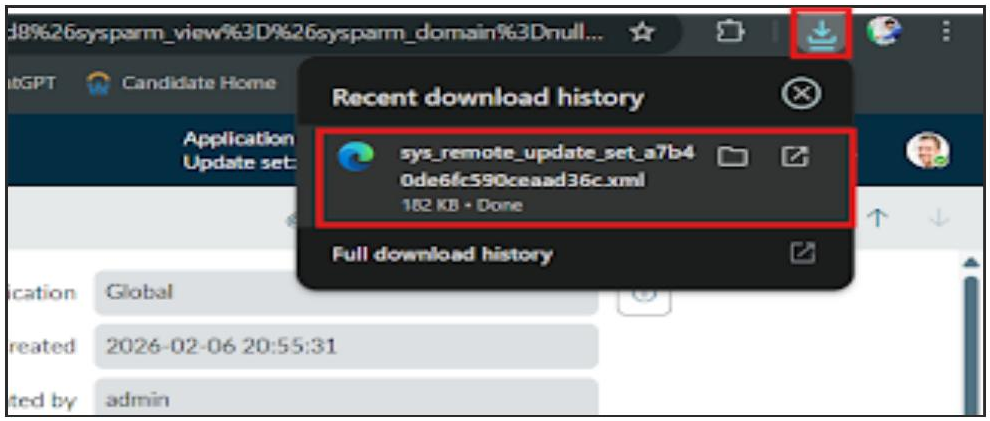 d8%26sysparm_view%3D%26sysparm_domain%3Dnull...
atGPT Candidate Home
Recent download history
Application
Update set:
sys_remote_update_set_a7b4
0de6fc590ceaad36c.xml
182 KB • Done
Full download history
ication Global
reated 2026-02-06 20:55:31
ted by admin